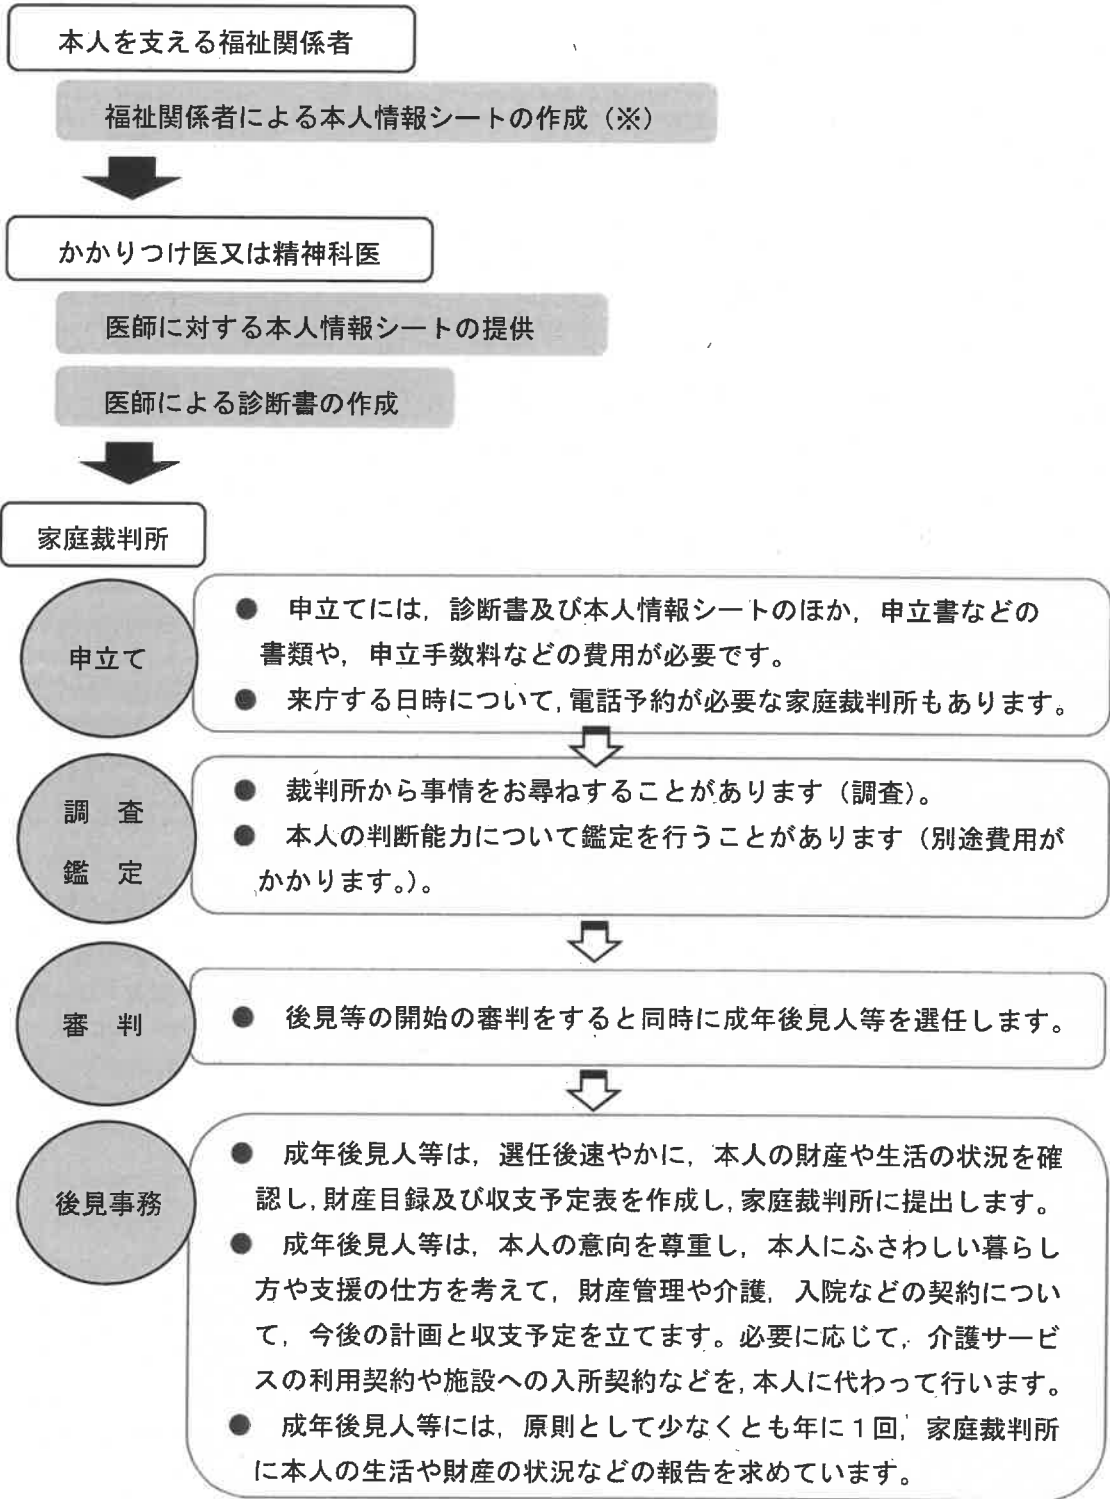 本人を支える福祉関係者
福祉関係者による本人情報シートの作成（※）
かかりつけ医又は精神科医
医師に対する本人情報シートの提供
医師による診断書の作成
家庭裁判所
申立て
● 申立てには，診断書及び本人情報シートのほか，申立書などの
書類や，申立手数料などの費用が必要です。
● 来庁する日時について，電話予約が必要な家庭裁判所もあります。
調 査
鑑 定
● 裁判所から事情をお尋ねすることがあります（調査）。
● 本人の判断能力について鑑定を行うことがあります（別途費用が
かかります。）。
審 判
● 後見等の開始の審判をすると同時に成年後見人等を選任します。
後見事務
● 成年後見人等は，選任後速やかに，本人の財産や生活の状況を確
認し，財産目録及び収支予定表を作成し，家庭裁判所に提出します。
● 成年後見人等は，本人の意向を尊重し，本人にふさわしい暮らし
方や支援の仕方を考えて，財産管理や介護，入院などの契約につい
て，今後の計画と収支予定を立てます。必要に応じて，介護サービ
スの利用契約や施設への入所契約などを，本人に代わって行います。
● 成年後見人等には，原則として少なくとも年に１回，家庭裁判所
に本人の生活や財産の状況などの報告を求めています。